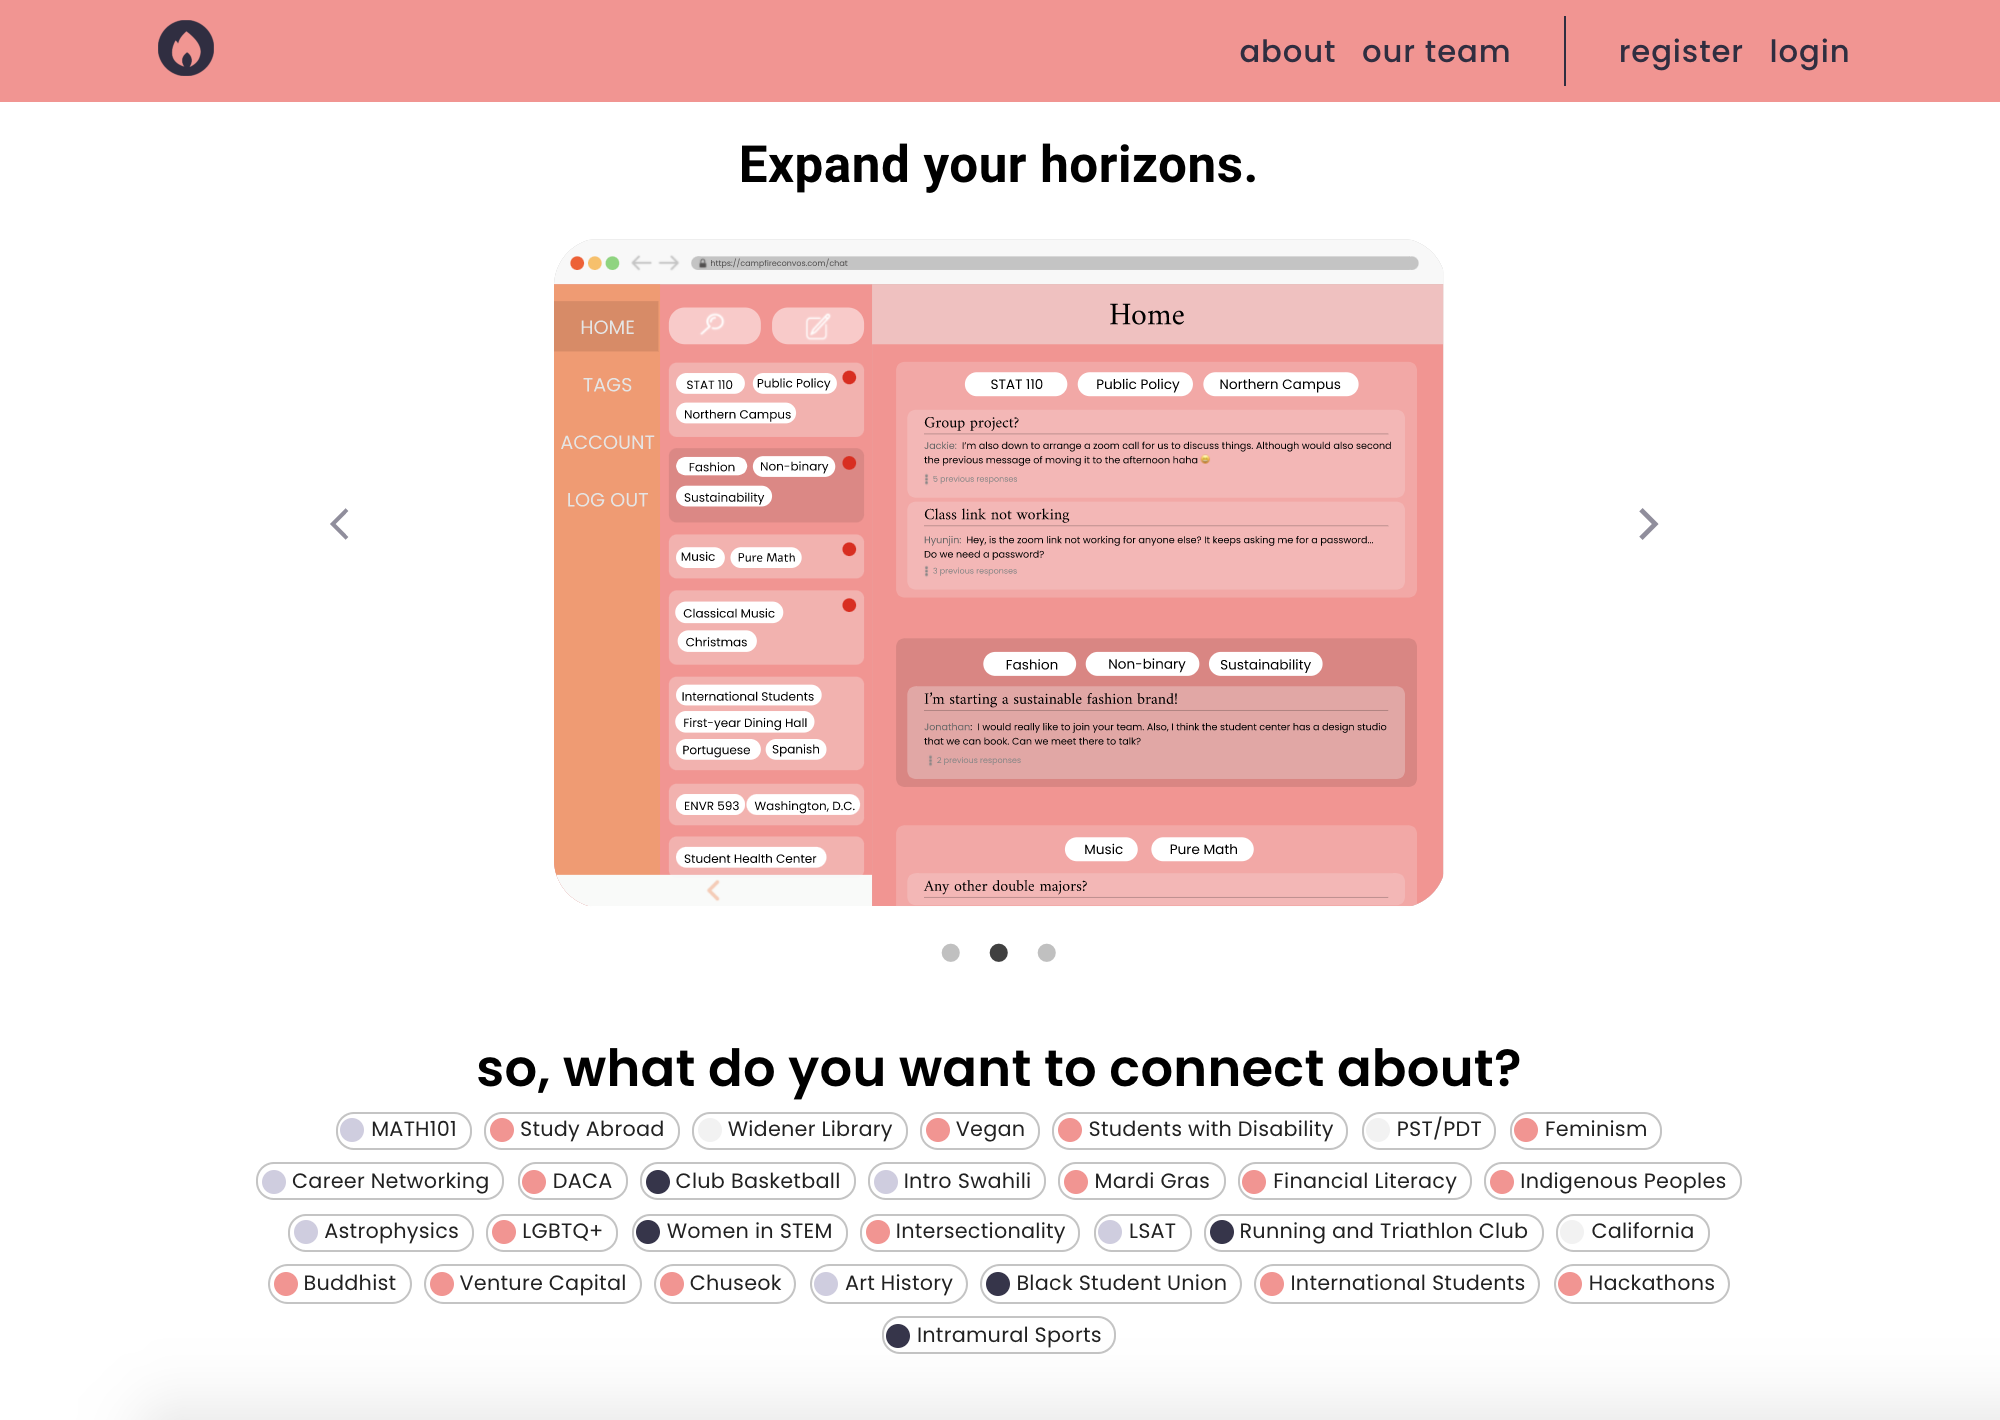 about our team register login
Expand your horizons.
https://campfireconvos.com/chat
HOME
TAGS
ACCOUNT
LOG OUT
STAT 110 Public Policy
Northern Campus
Fashion Non-binary
Sustainability
Music Pure Math
Classical Music
Christmas
International Students
First-year Dining Hall
Portuguese Spanish
ENVR 593 Washington, D.C.
Student Health Center
Home
STAT 110 Public Policy Northern Campus
Group project?
Jackie: I'm also down to arrange a zoom call for us to discuss things. Although would also second
the previous message of moving it to the afternoon haha 😄
5 previous responses
Class link not working
Hyunjin: Hey, is the zoom link not working for anyone else? It keeps asking me for a password...
Do we need a password?
3 previous responses
Fashion Non-binary Sustainability
I'm starting a sustainable fashion brand!
Jonathan: I would really like to join your team. Also, I think the student center has a design studio
that we can book. Can we meet there to talk?
2 previous responses
Music Pure Math
Any other double majors?
so, what do you want to connect about?
MATH101 Study Abroad Widener Library Vegan Students with Disability PST/PDT Feminism
Career Networking DACA Club Basketball Intro Swahili Mardi Gras Financial Literacy Indigenous Peoples
Astrophysics LGBTQ+ Women in STEM Intersectionality LSAT Running and Triathlon Club California
Buddhist Venture Capital Chuseok Art History Black Student Union International Students Hackathons
Intramural Sports